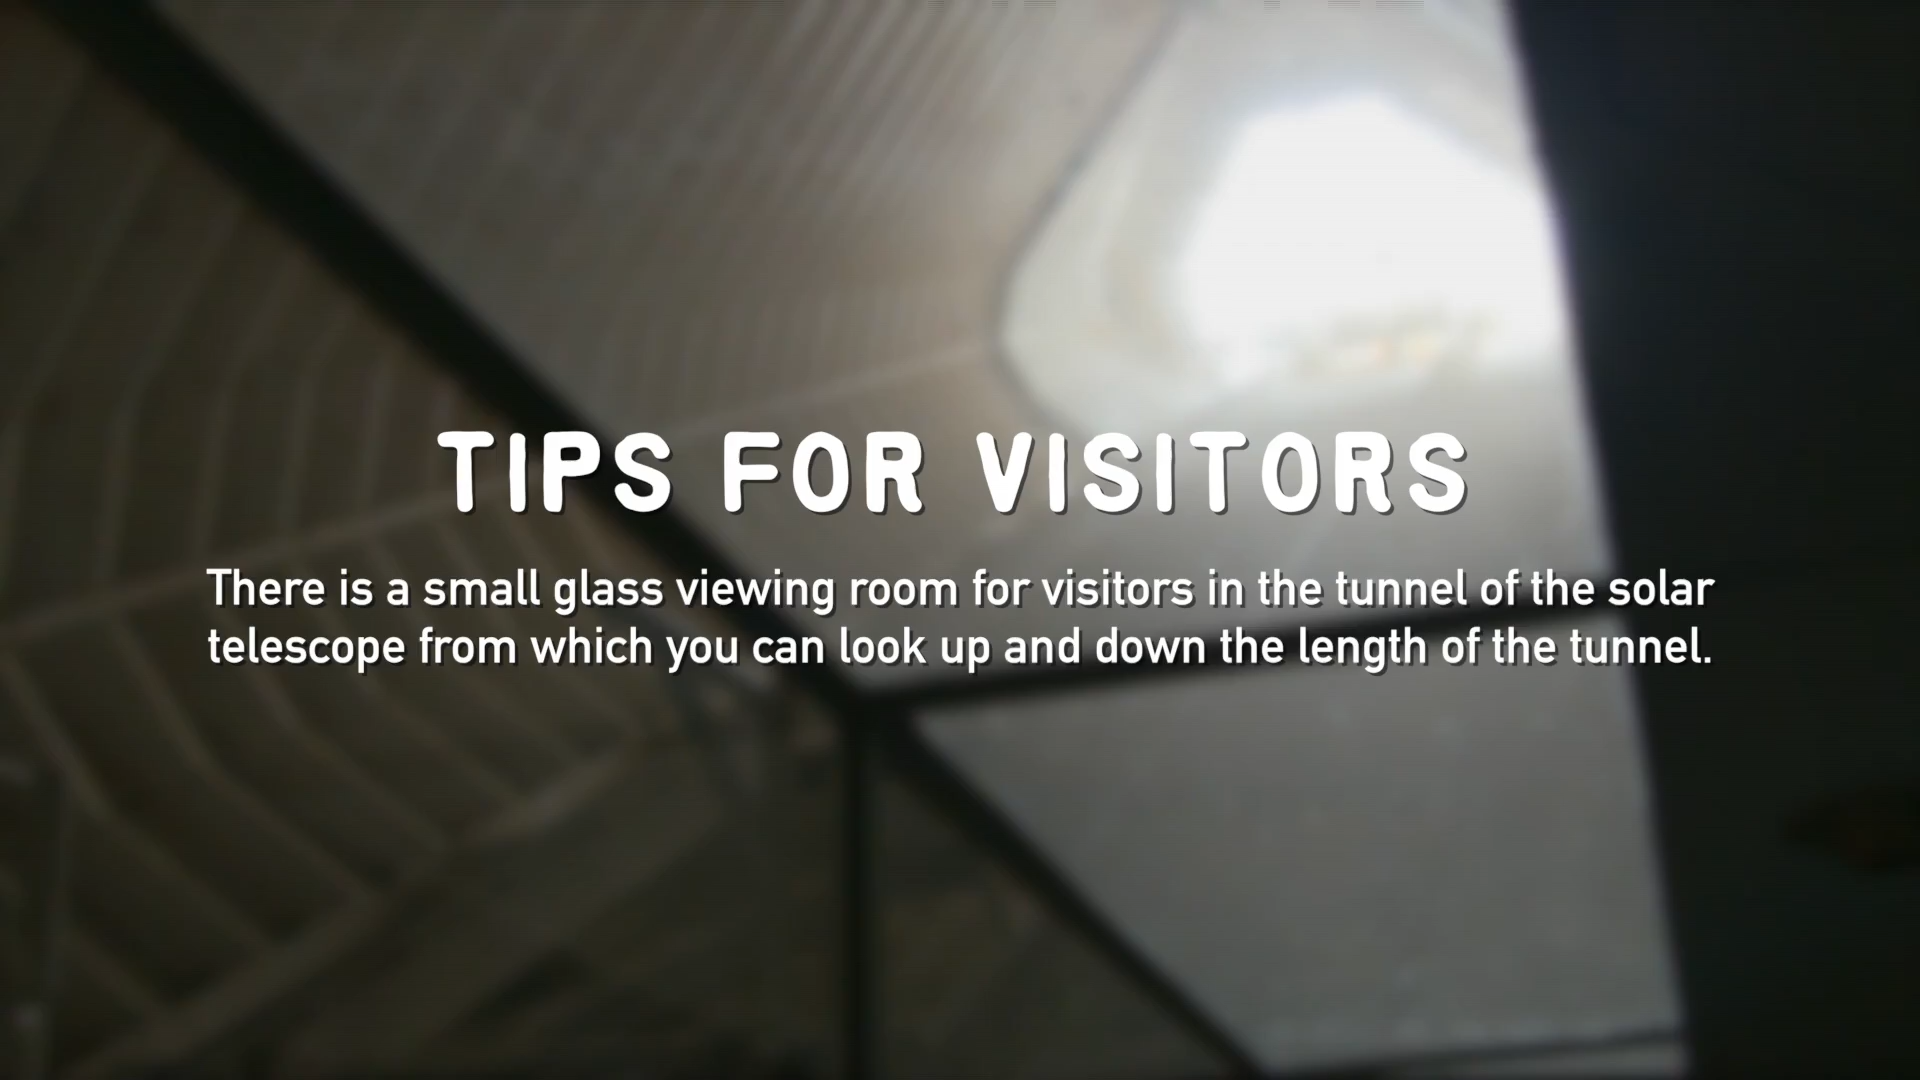 TIPS FOR VISITORS
There is a small glass viewing room for visitors in the tunnel of the solar
telescope from which you can look up and down the length of the tunnel.